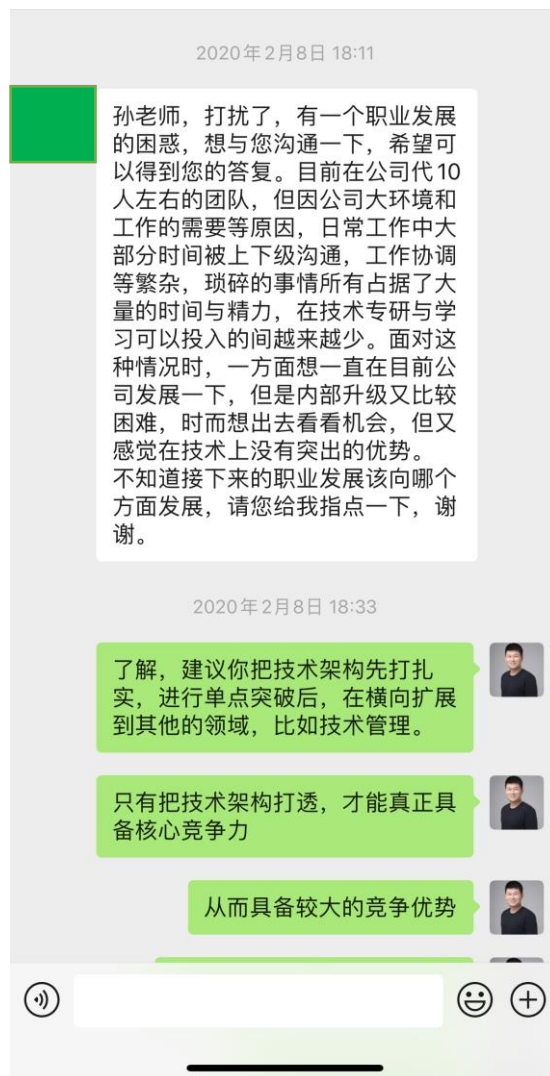 2020年2月8日 18:11
孙老师，打扰了，有一个职业发展
的困惑，想与您沟通一下，希望可
以得到您的答复。目前在公司代10
人左右的团队，但因公司大环境和
工作的需要等原因，日常工作中大
部分时间被上下级沟通，工作协调
等繁杂，琐碎的事情所有占据了大
量的时间与精力，在技术专研与学
习可以投入的间越来越少。面对这
种情况时，一方面想一直在目前公
司发展一下，但是内部升级又比较
困难，时而想出去看看机会，但又
感觉在技术上没有突出的优势。
不知道接下来的职业发展该向哪个
方面发展，请您给我指点一下，谢
谢。
2020年2月8日 18:33
了解，建议你把技术架构先打扎
实，进行单点突破后，在横向扩展
到其他的领域，比如技术管理。
只有把技术架构打透，才能真正具
备核心竞争力
从而具备较大的竞争优势